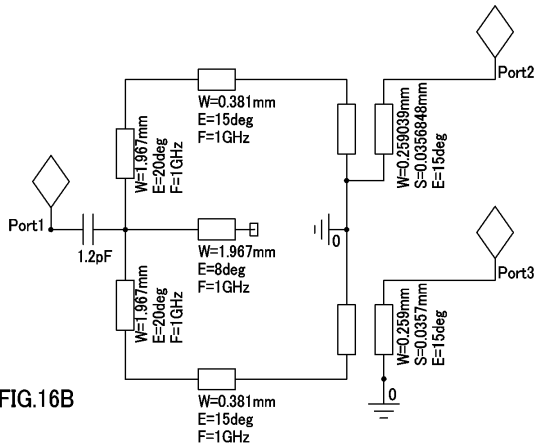 Port2
W=0.381mm
E=15deg
F=1GHz
W=0.259039mm
S=0.0356848mm
E=15deg
W=1.967mm
E=20deg
F=1GHz
Port1
1.2pF
W=1.967mm
E=8deg
F=1GHz
0
Port3
W=1.967mm
E=20deg
F=1GHz
W=0.259mm
S=0.0357mm
E=15deg
W=0.381mm
E=15deg
F=1GHz
0
FIG.16B